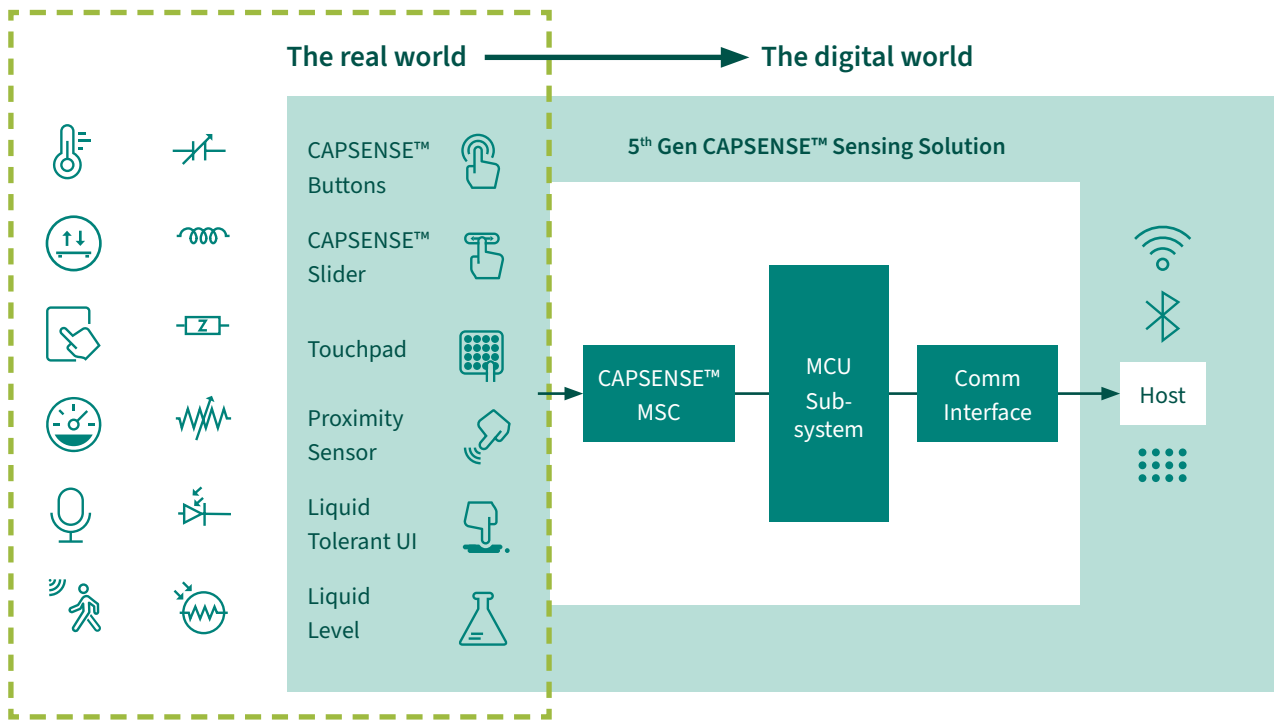 The real world
The digital world
CAPSENSE™
Buttons
CAPSENSE™
Slider
Touchpad
Proximity
Sensor
Liquid
Tolerant UI
Liquid
Level
5th Gen CAPSENSE™ Sensing Solution
CAPSENSE™
MSC
MCU
Sub-
system
Comm
Interface
Host
Z